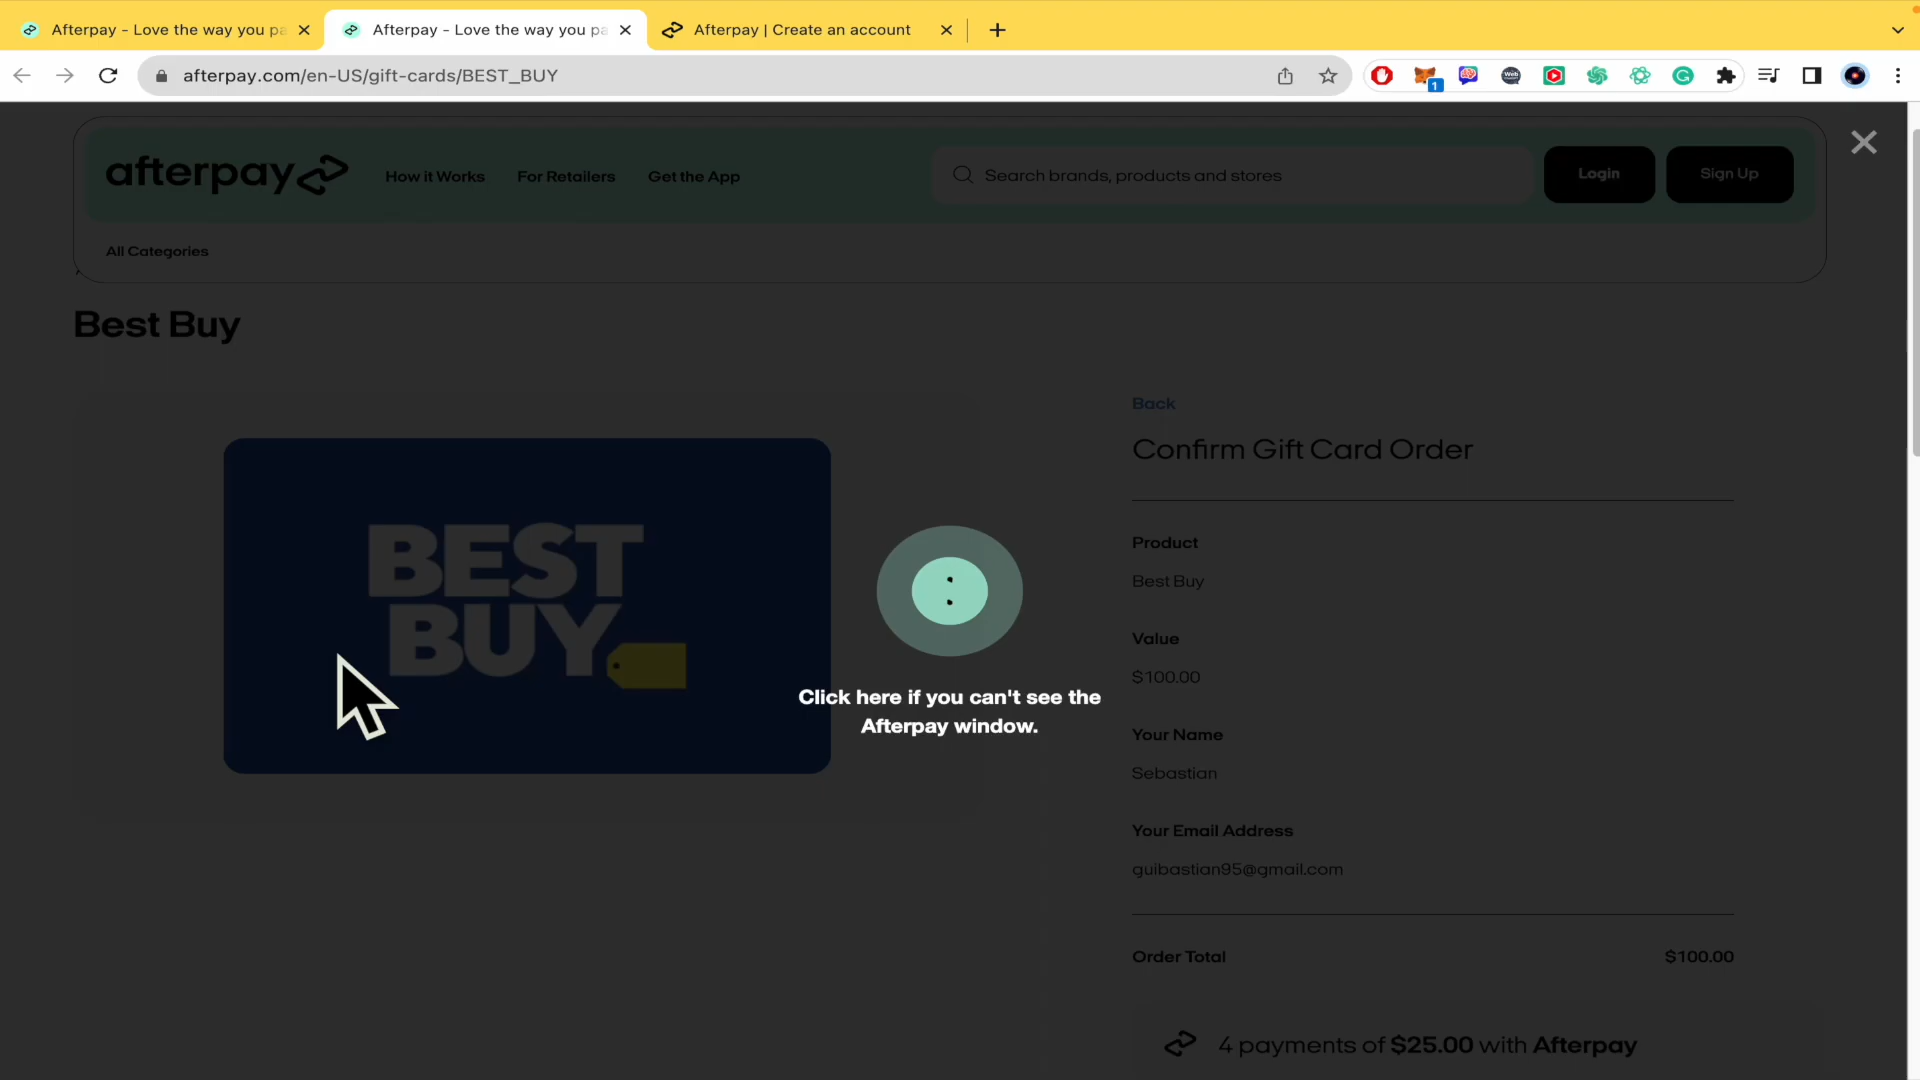 Afterpay - Love the way you pa
Afterpay - Love the way you pa
Afterpay | Create an account
afterpay.com/en-US/gift-cards/BEST_BUY
1
afterpay
How it Works
For Retailers
Get the App
Search brands, products and stores
Login
Sign Up
All Categories
Best Buy
BEST
BUY
Click here if you can't see the
Afterpay window.
Back
Confirm Gift Card Order
Product
Best Buy
Value
$100.00
Your Name
Sebastian
Your Email Address
guibastian95@gmail.com
Order Total $100.00
4 payments of $25.00 with Afterpay